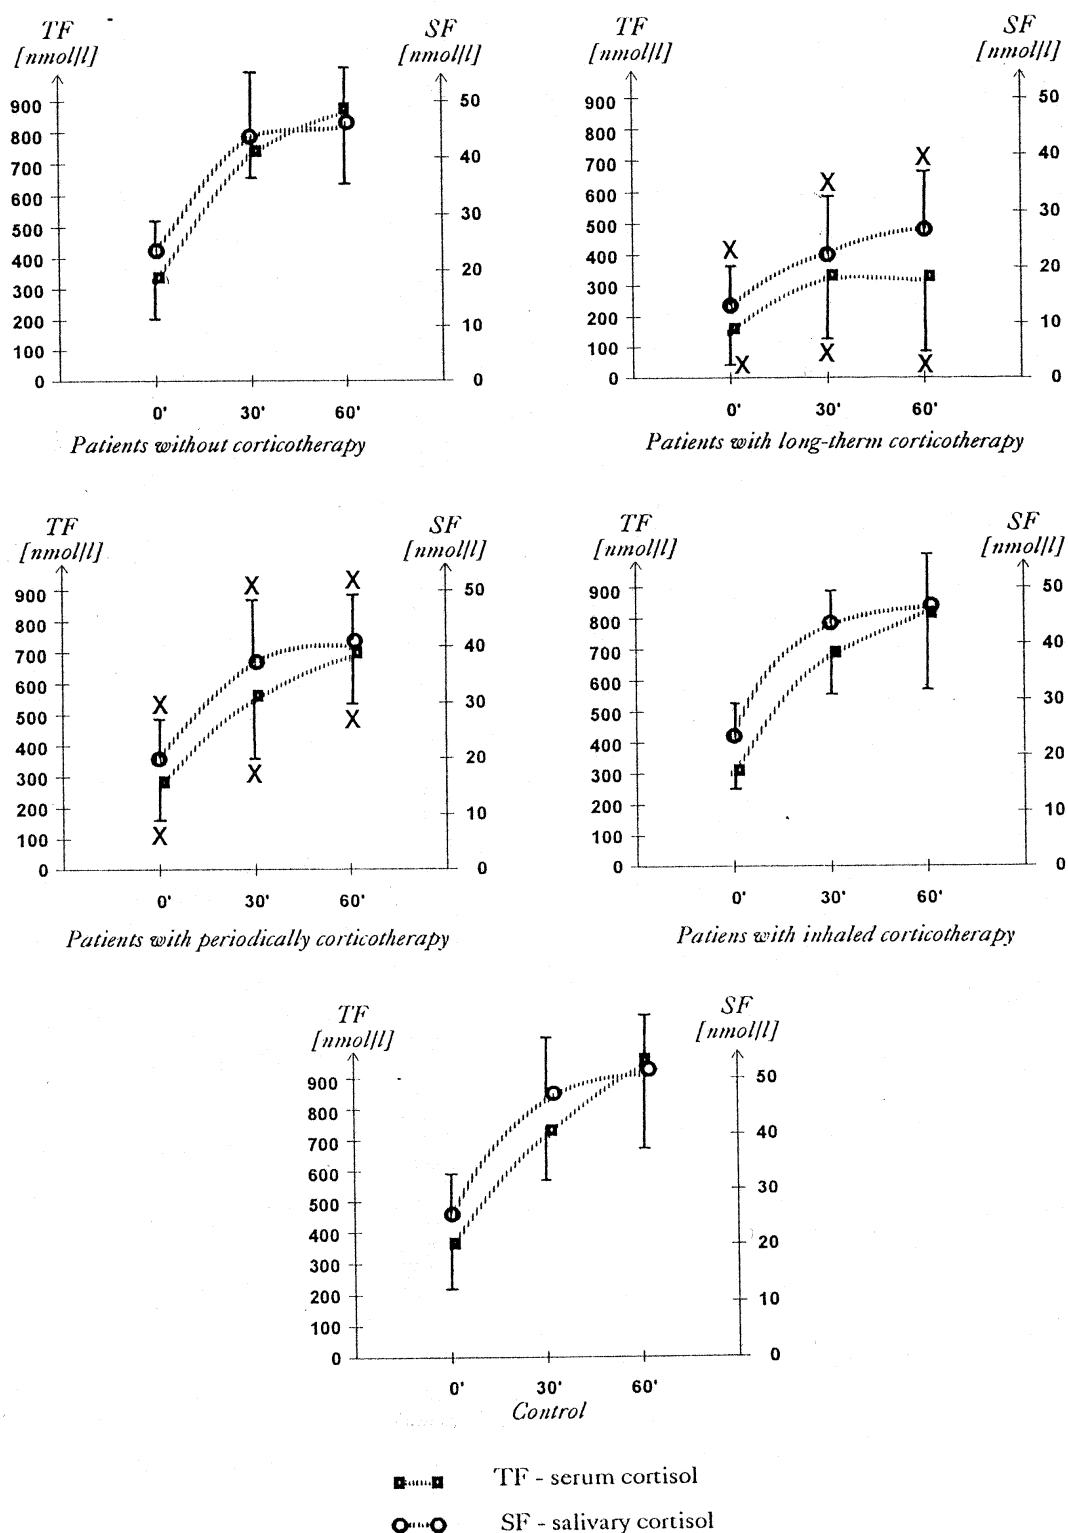 TF
[nmol/l]
SF
[nmol/l]
900
800
700
600
500
400
300
200
100
0
50
40
30
20
10
0
0'
30'
60'
Patients without corticotherapy
TF
[nmol/l]
SF
[nmol/l]
900
800
700
600
500
400
300
200
100
0
50
40
30
20
10
0
X
X
X
X
X
X
0'
30'
60'
Patients with long-therm corticotherapy
TF
[nmol/l]
SF
[nmol/l]
900
800
700
600
500
400
300
200
100
0
50
40
30
20
10
0
X
X
X
X
X
X
0'
30'
60'
Patients with periodically corticotherapy
TF
[nmol/l]
SF
[nmol/l]
900
800
700
600
500
400
300
200
100
0
50
40
30
20
10
0
0'
30'
60'
Patiens with inhaled corticotherapy
TF
[nmol/l]
SF
[nmol/l]
900
800
700
600
500
400
300
200
100
0
50
40
30
20
10
0
0'
30'
60'
Control
TF - serum cortisol
SF - salivary cortisol